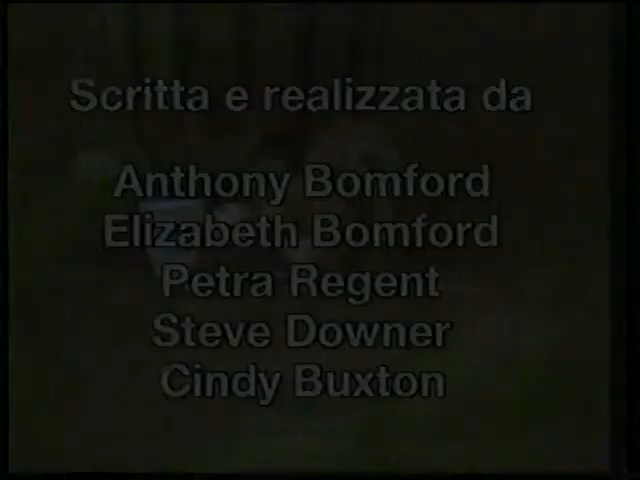 Scritta e realizzata da
Anthony Bomford
Elizabeth Bomford
Petra Regent
Steve Downer
Cindy Buxton